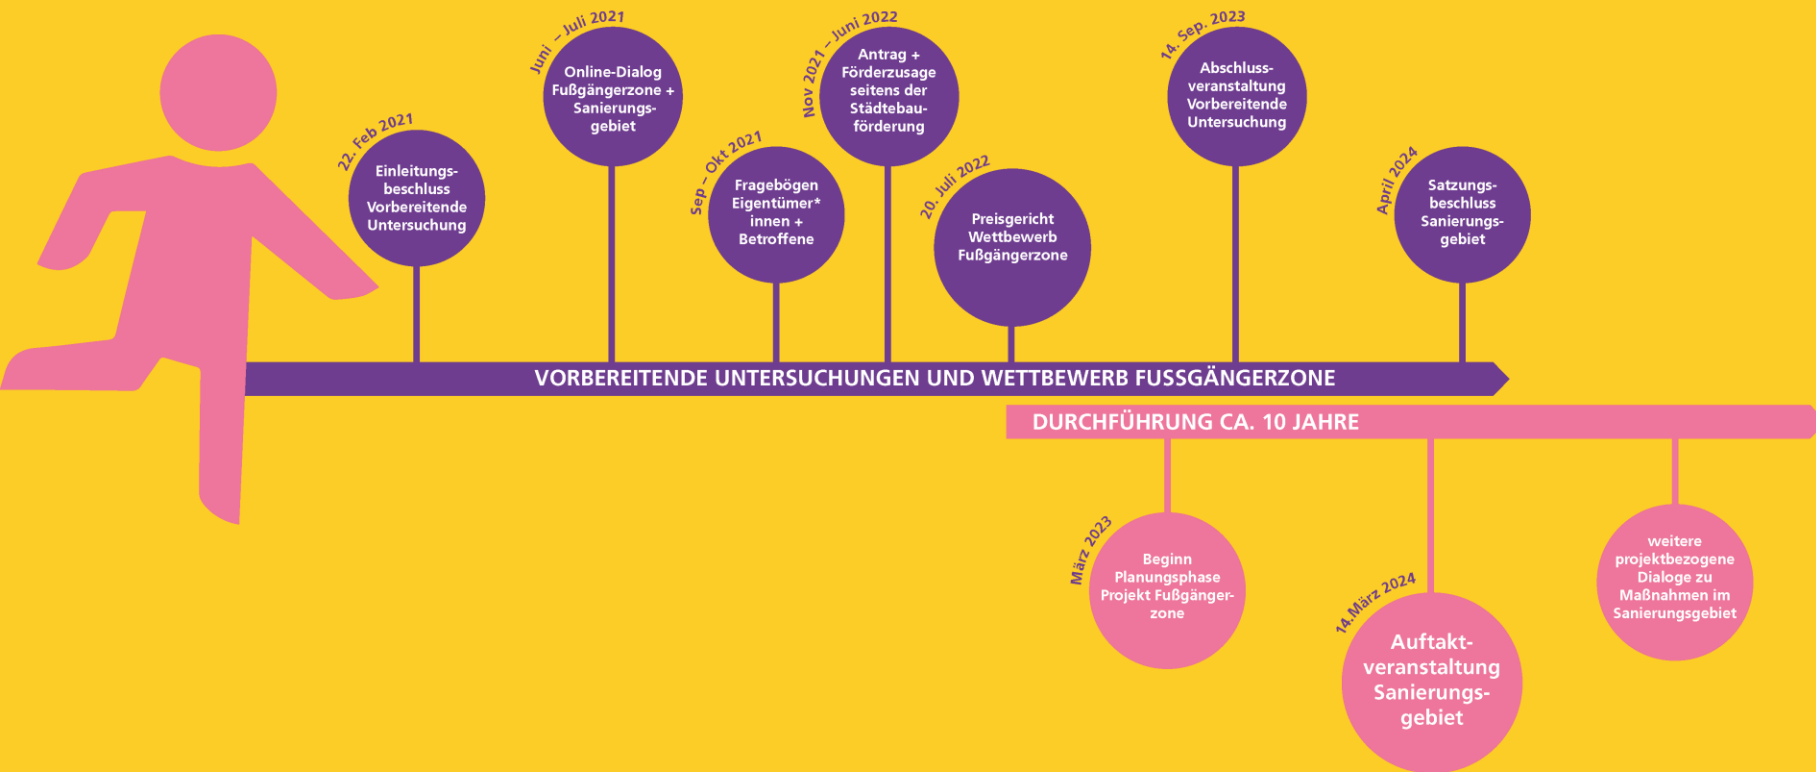 22. Feb 2021
Einleitungs-
beschluss
Vorbereitende
Untersuchung
Juni – Juli 2021
Online-Dialog
Fußgängerzone +
Sanierungs-
gebiet
Sep – Okt 2021
Fragebögen
Eigentümer*
innen +
Betroffene
Nov 2021 – Juni 2022
Antrag +
Förderzusage
seitens der
Städtebau-
förderung
20. Juli 2022
Preisgericht
Wettbewerb
Fußgängerzone
14. Sep. 2023
Abschluss-
veranstaltung
Vorbereitende
Untersuchung
April 2024
Satzungs-
beschluss
Sanierungs-
gebiet
VORBEREITENDE UNTERSUCHUNGEN UND WETTBEWERB FUSSGÄNGERZONE
DURCHFÜHRUNG CA. 10 JAHRE
März 2023
Beginn
Planungsphase
Projekt Fußgänger-
zone
14.März 2024
Auftakt-
veranstaltung
Sanierungs-
gebiet
weitere
projektbezogene
Dialoge zu
Maßnahmen im
Sanierungsgebiet